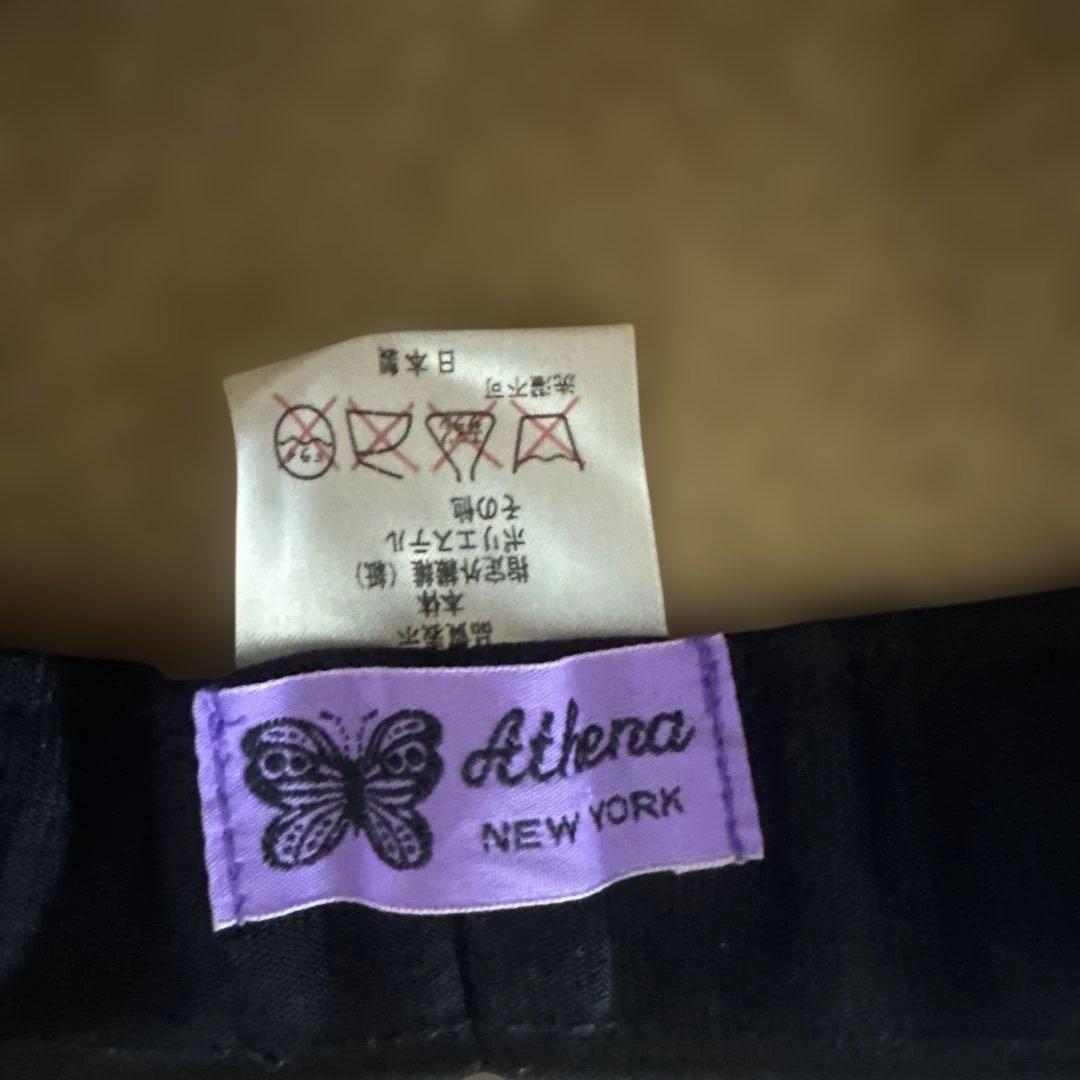 品質表示
本体
指定外繊維（紙）
ポリエステル
その他
洗濯不可
日本製
Athena
NEW YORK